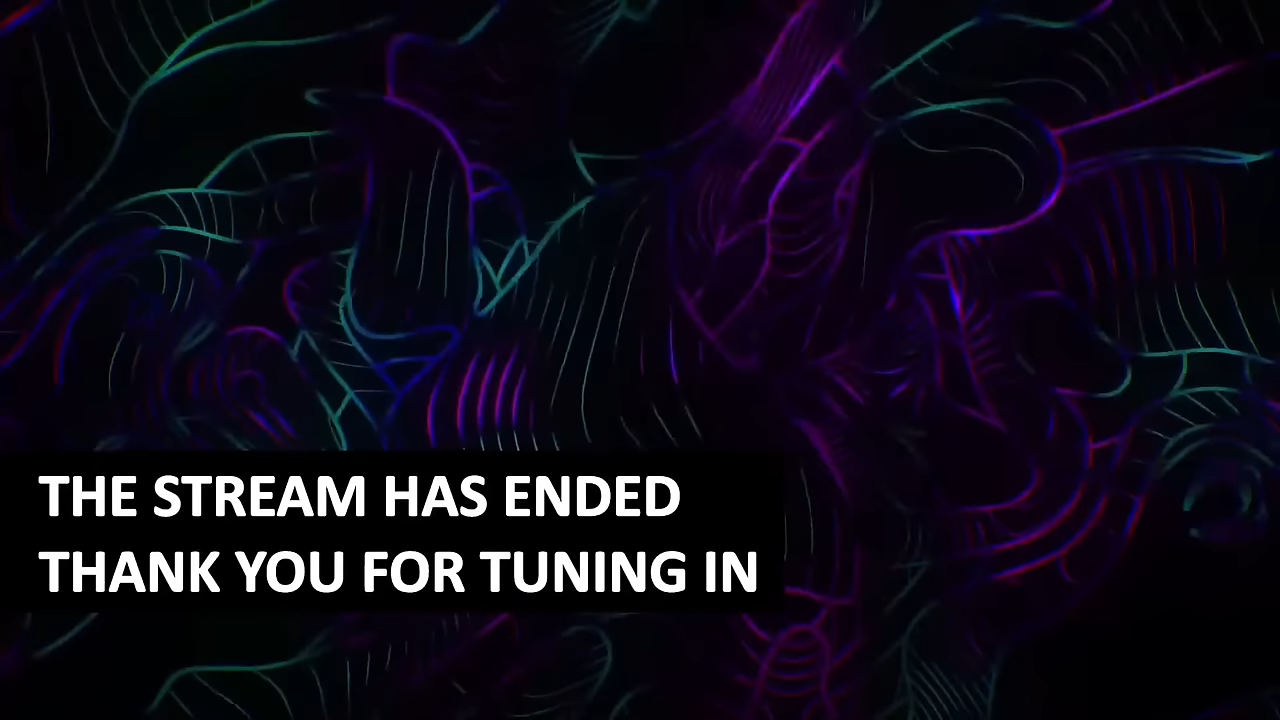 THE STREAM HAS ENDED
THANK YOU FOR TUNING IN